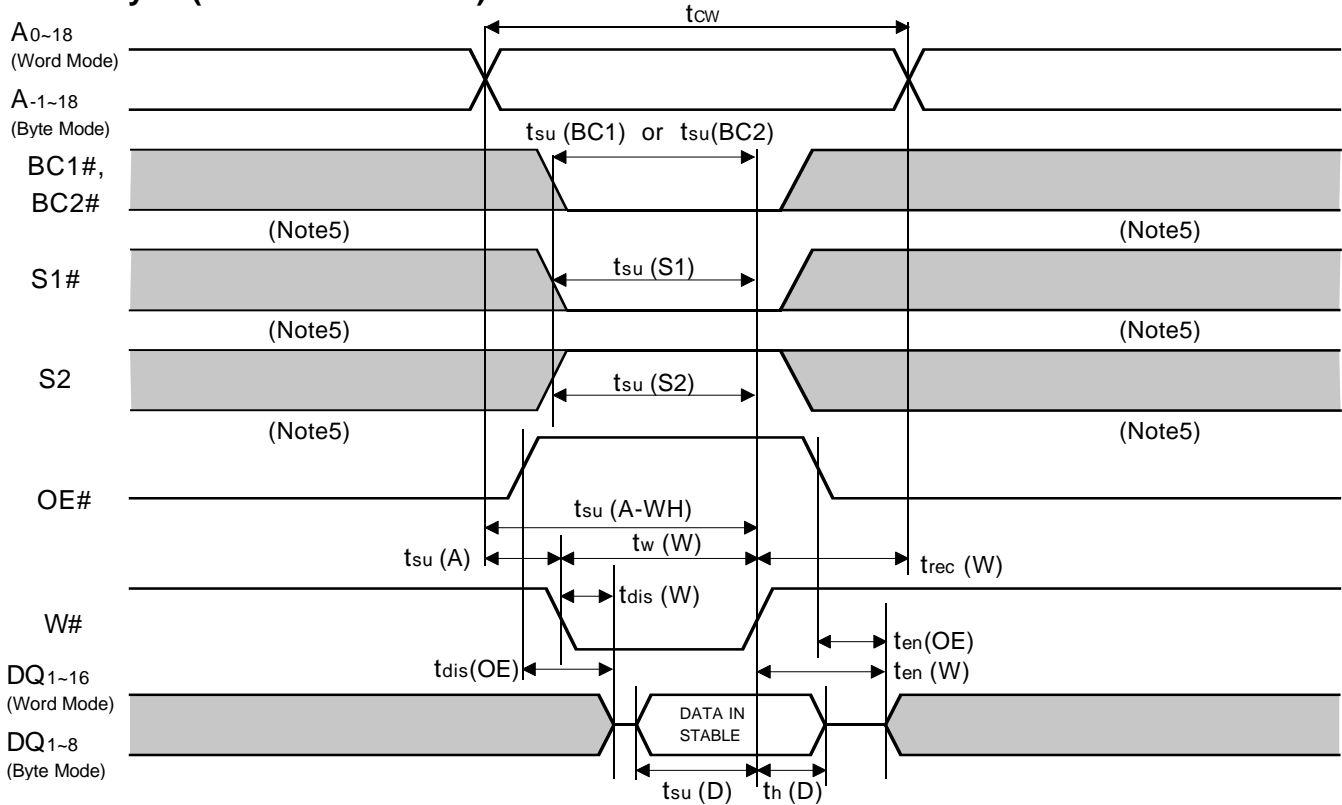 tCW
A0~18
(Word Mode)
A-1~18
(Byte Mode)
tsu (BC1) or tsu(BC2)
BC1#,
BC2#
(Note5) (Note5)
S1# tsu (S1)
(Note5) (Note5)
S2 tsu (S2)
(Note5) (Note5)
OE#
tsu (A-WH)
tsu (A) tw (W) trec (W)
tdis (W)
W#
ten(OE)
tdis(OE) ten (W)
DQ1~16
(Word Mode)
DATA IN
STABLE
DQ1~8
(Byte Mode)
tsu (D) th (D)